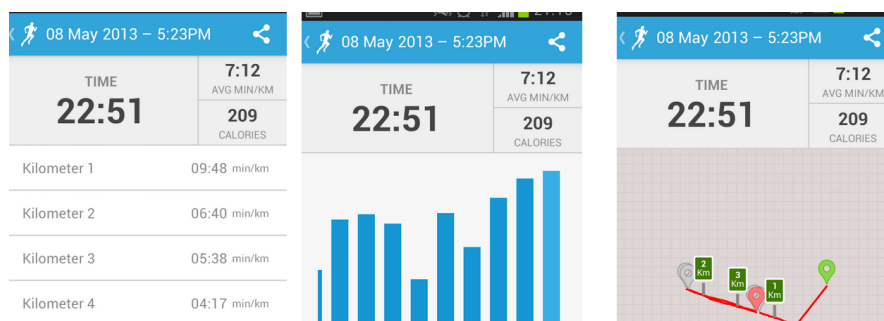 08 May 2013 – 5:23PM
TIME
22:51
7:12
AVG MIN/KM
209
CALORIES
Kilometer 1 09:48 min/km
Kilometer 2 06:40 min/km
Kilometer 3 05:38 min/km
Kilometer 4 04:17 min/km
08 May 2013 – 5:23PM
TIME
22:51
7:12
AVG MIN/KM
209
CALORIES
08 May 2013 – 5:23PM
TIME
22:51
7:12
AVG MIN/KM
209
CALORIES
2
Km
3
Km
1
Km